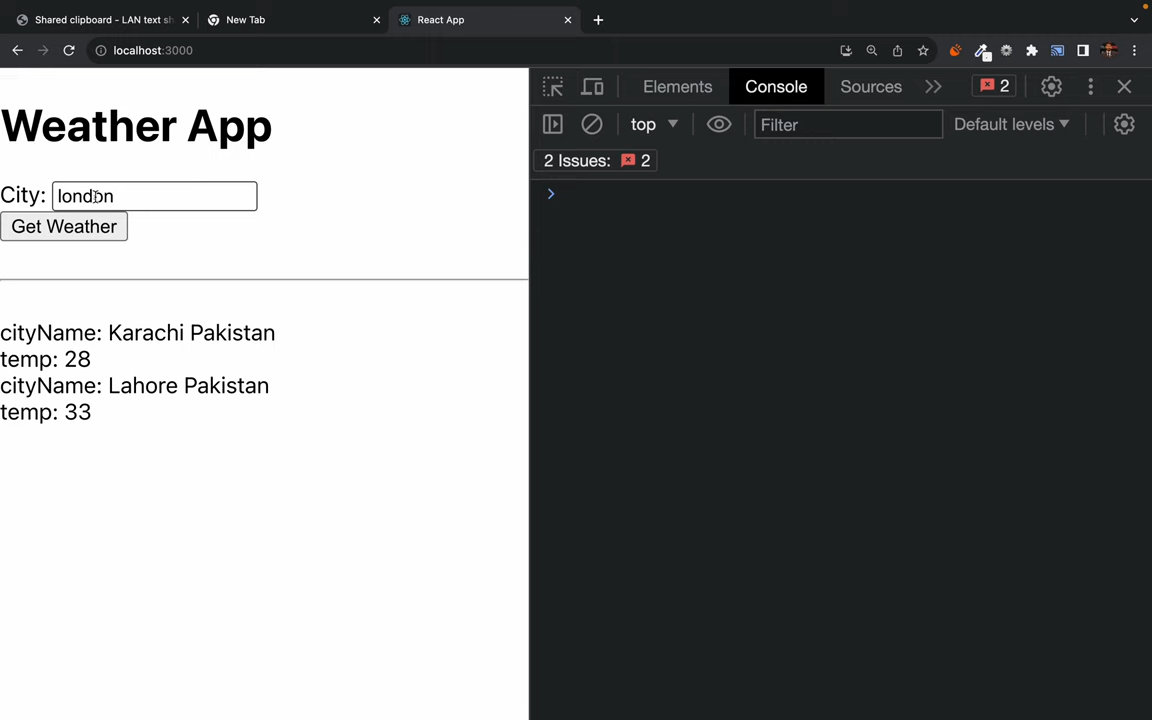 Shared clipboard - LAN text sh
New Tab
React App
localhost:3000
Weather App
City: london
Get Weather
cityName: Karachi Pakistan
temp: 28
cityName: Lahore Pakistan
temp: 33
Elements
Console
Sources
2
top
Filter
Default levels
2 Issues:
2